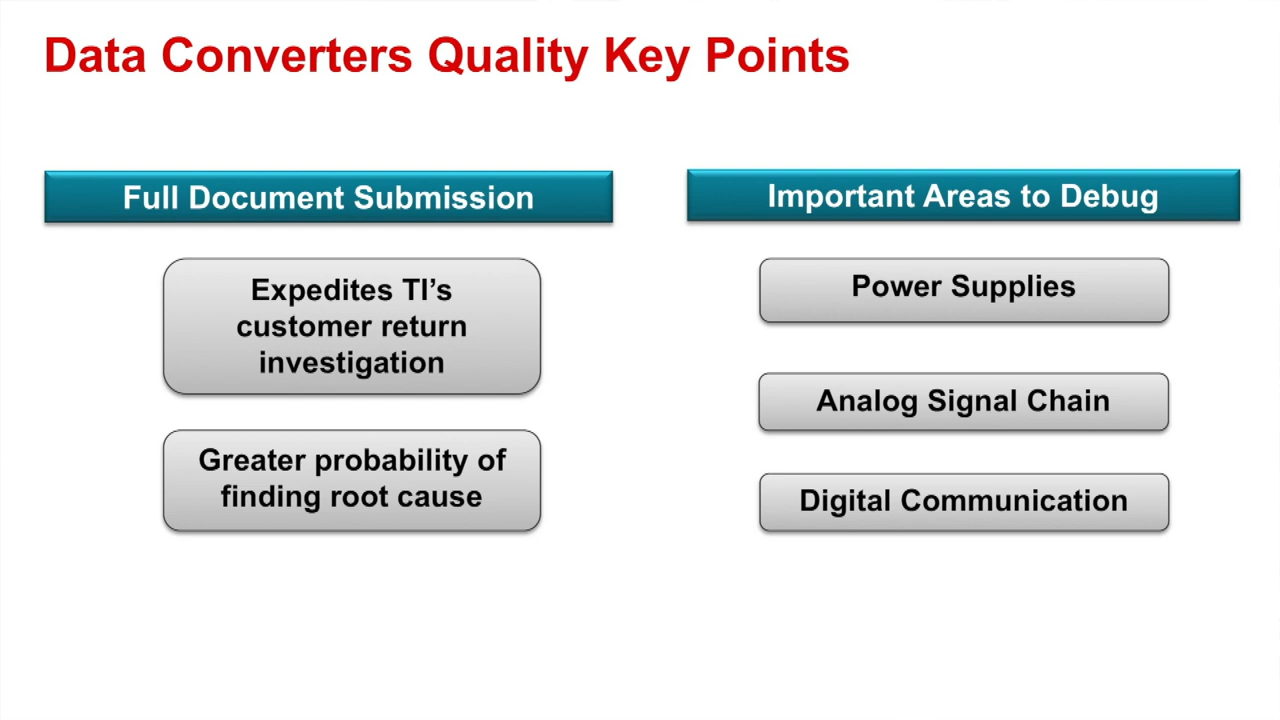 Data Converters Quality Key Points
Full Document Submission
Expedites TI’s
customer return
investigation
Greater probability of
finding root cause
Important Areas to Debug
Power Supplies
Analog Signal Chain
Digital Communication